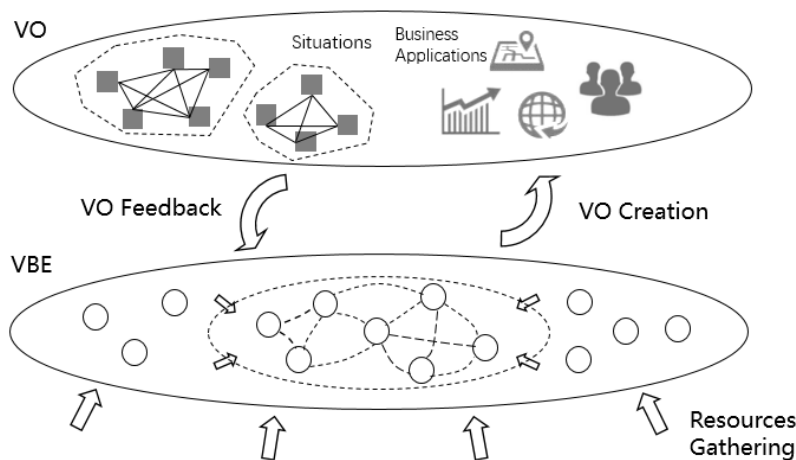 VO
Situations
Business
Applications
VO Feedback
VO Creation
VBE
Resources
Gathering